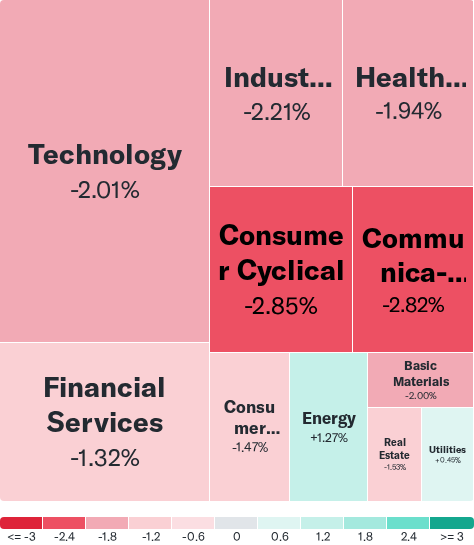 Technology
-2.01%
Indust...
-2.21%
Health...
-1.94%
Consume
r Cyclical
-2.85%
Commu
nica-...
-2.82%
Financial
Services
-1.32%
Consu
mer...
-1.47%
Energy
+1.27%
Basic
Materials
-2.00%
Real
Estate
-1.53%
Utilities
+0.45%
<= -3 -2.4 -1.8 -1.2 -0.6 0 0.6 1.2 1.8 2.4 >= 3